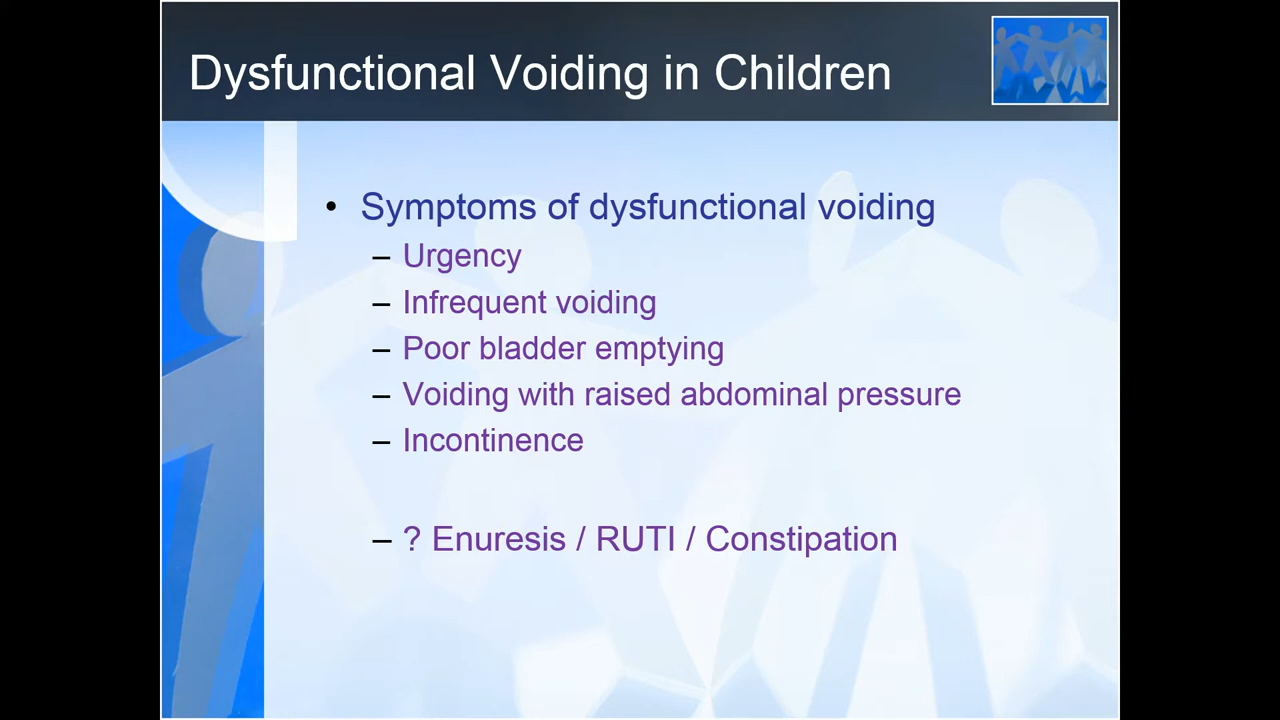 Dysfunctional Voiding in Children
• Symptoms of dysfunctional voiding
– Urgency
– Infrequent voiding
– Poor bladder emptying
– Voiding with raised abdominal pressure
– Incontinence
– ? Enuresis / RUTI / Constipation